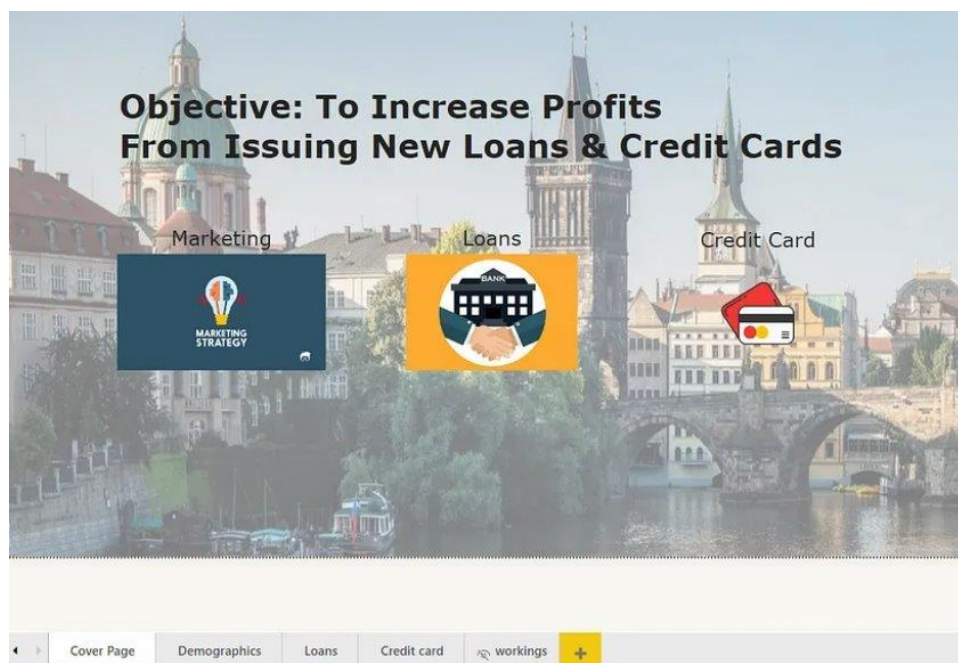 Objective: To Increase Profits
From Issuing New Loans & Credit Cards
Marketing
Loans
Credit Card
MARKETING
STRATEGY
BANK
Cover Page
Demographics
Loans
Credit card
workings
+